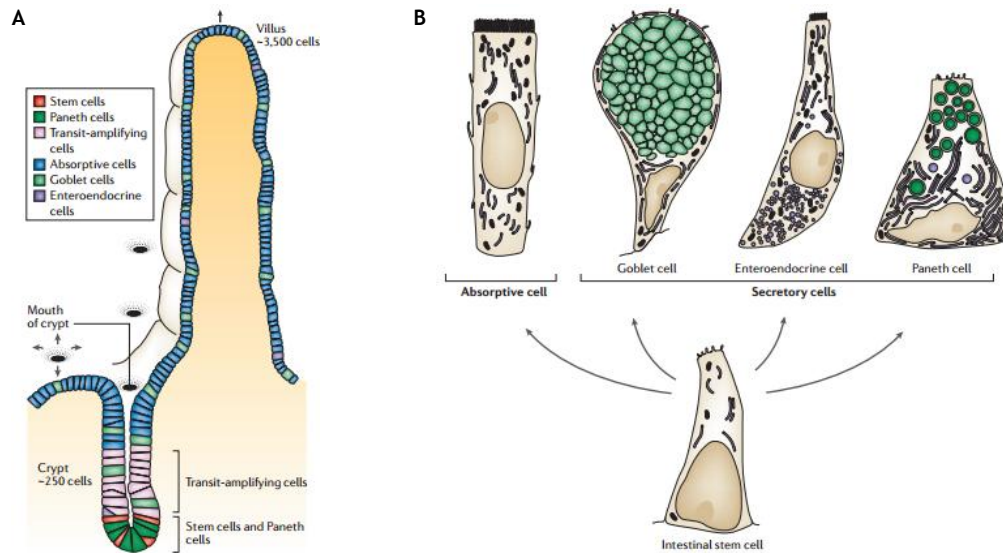 A
Villus
~3,500 cells
Stem cells
Paneth cells
Transit-amplifying
cells
Absorptive cells
Goblet cells
Enteroendocrine
cells
Mouth
of crypt
Crypt
~250 cells
Transit-amplifying cells
Stem cells and Paneth
cells
B
Goblet cell
Enteroendocrine cell
Paneth cell
Absorptive cell
Secretory cells
Intestinal stem cell